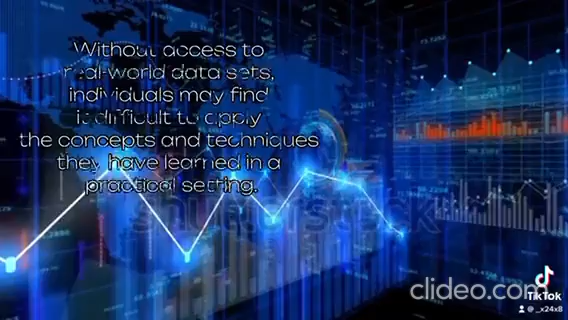 Without access to
real-world data sets,
individuals may find
it difficult to apply
the concepts and techniques
they have learned in a
practical setting.
shutterstock
clideo.com
TikTok
@_x24x8